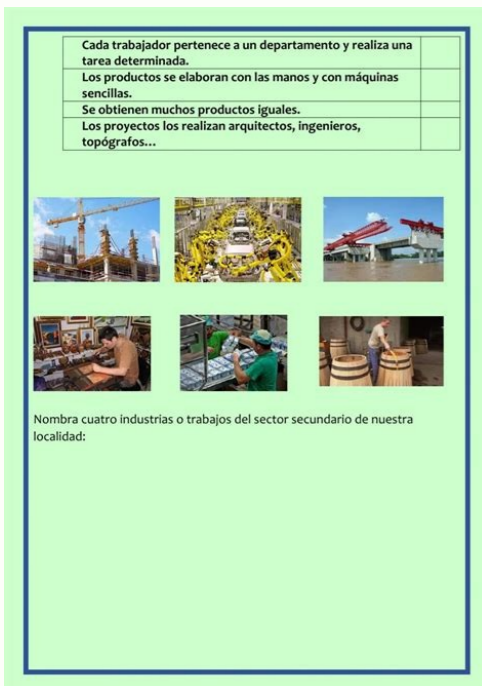 Cada trabajador pertenece a un departamento y realiza una
tarea determinada.
Los productos se elaboran con las manos y con máquinas
sencillas.
Se obtienen muchos productos iguales.
Los proyectos los realizan arquitectos, ingenieros,
topógrafos…
Nombra cuatro industrias o trabajos del sector secundario de nuestra
localidad: